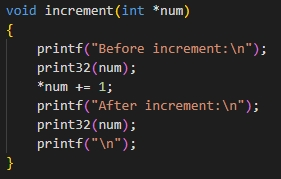 void increment(int *num)
{
    printf("Before increment:\n");
    print32(num);
    *num += 1;
    printf("After increment:\n");
    print32(num);
    printf("\n");
}